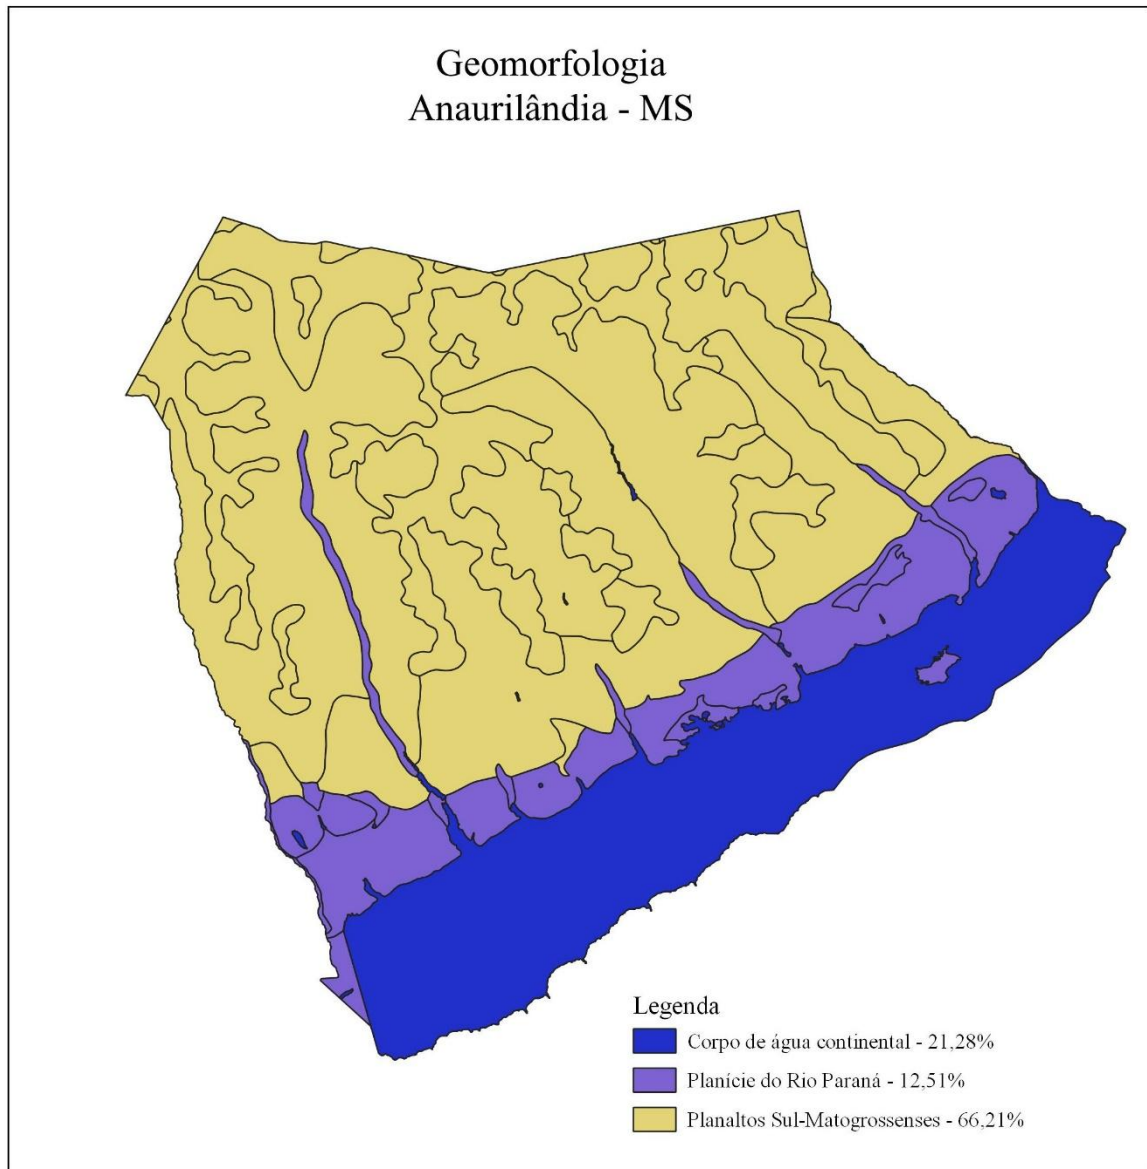 Geomorfologia
Anaurilândia - MS
Legenda
Corpo de água continental - 21,28%
Planície do Rio Paraná - 12,51%
Planaltos Sul-Matogrossenses - 66,21%